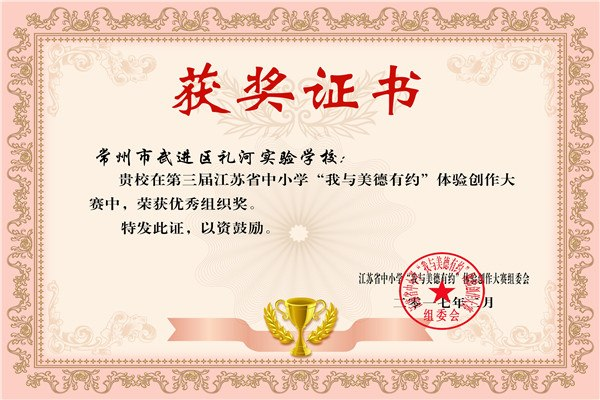 获奖证书
常州市武进区礼河实验学校：
贵校在第三届江苏省中小学“我与美德有约”体验创作大
赛中，荣获优秀组织奖。
特发此证，以资鼓励。
江苏省中小学“我与美德有约”体验创作大赛组委会
一七年 月
组委会